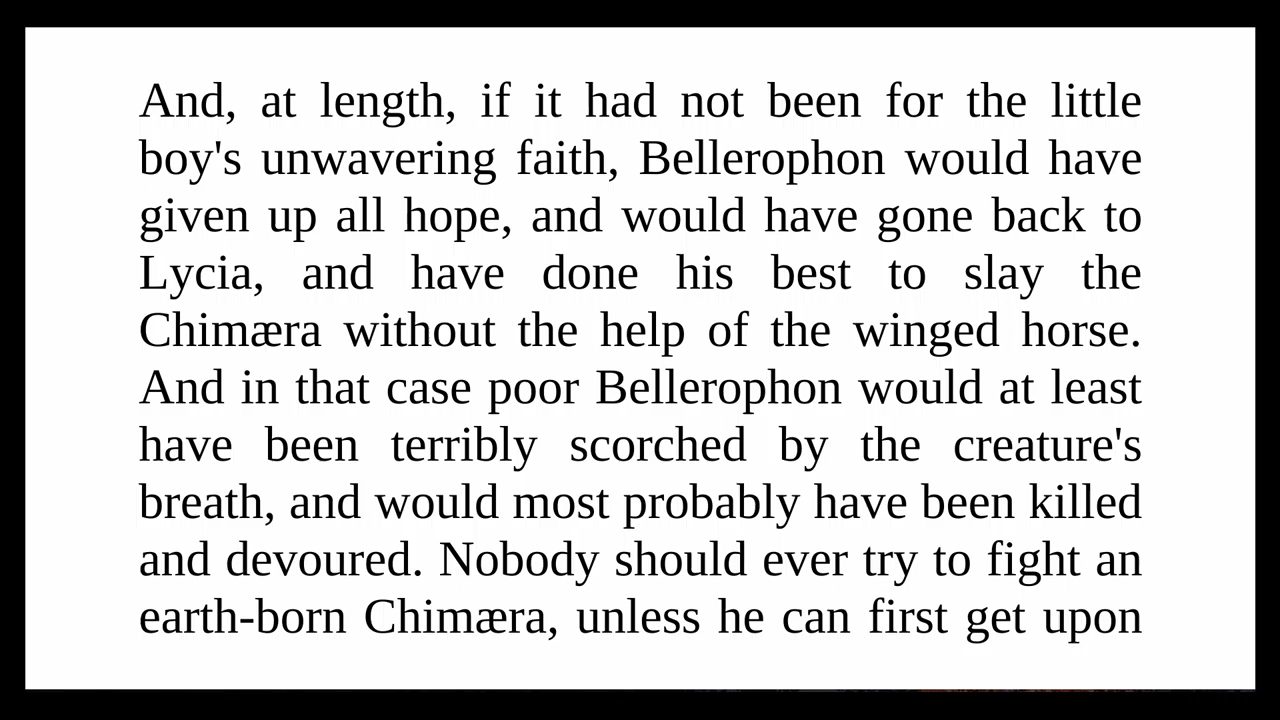 And, at length, if it had not been for the little
boy's unwavering faith, Bellerophon would have
given up all hope, and would have gone back to
Lycia, and have done his best to slay the
Chimæra without the help of the winged horse.
And in that case poor Bellerophon would at least
have been terribly scorched by the creature's
breath, and would most probably have been killed
and devoured. Nobody should ever try to fight an
earth-born Chimæra, unless he can first get upon